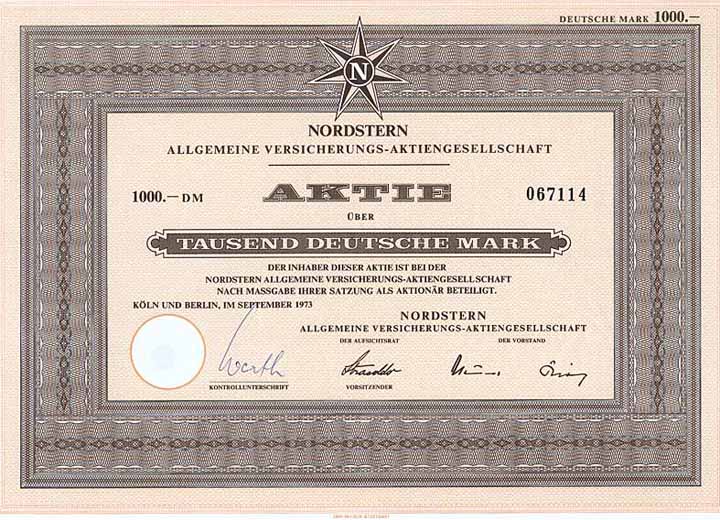 DEUTSCHE MARK 1000.—
N
NORDSTERN
ALLGEMEINE VERSICHERUNGS-AKTIENGESELLSCHAFT
1000.— DM AKTIE 067114
ÜBER
TAUSEND DEUTSCHE MARK
DER INHABER DIESER AKTIE IST BEI DER
NORDSTERN ALLGEMEINE VERSICHERUNGS-AKTIENGESELLSCHAFT
NACH MASSGABE IHRER SATZUNG ALS AKTIONÄR BETEILIGT.
KÖLN UND BERLIN, IM SEPTEMBER 1973
NORDSTERN
ALLGEMEINE VERSICHERUNGS-AKTIENGESELLSCHAFT
DER AUFSICHTSRAT DER VORSTAND
KONTROLLUNTERSCHRIFT VORSITZENDER